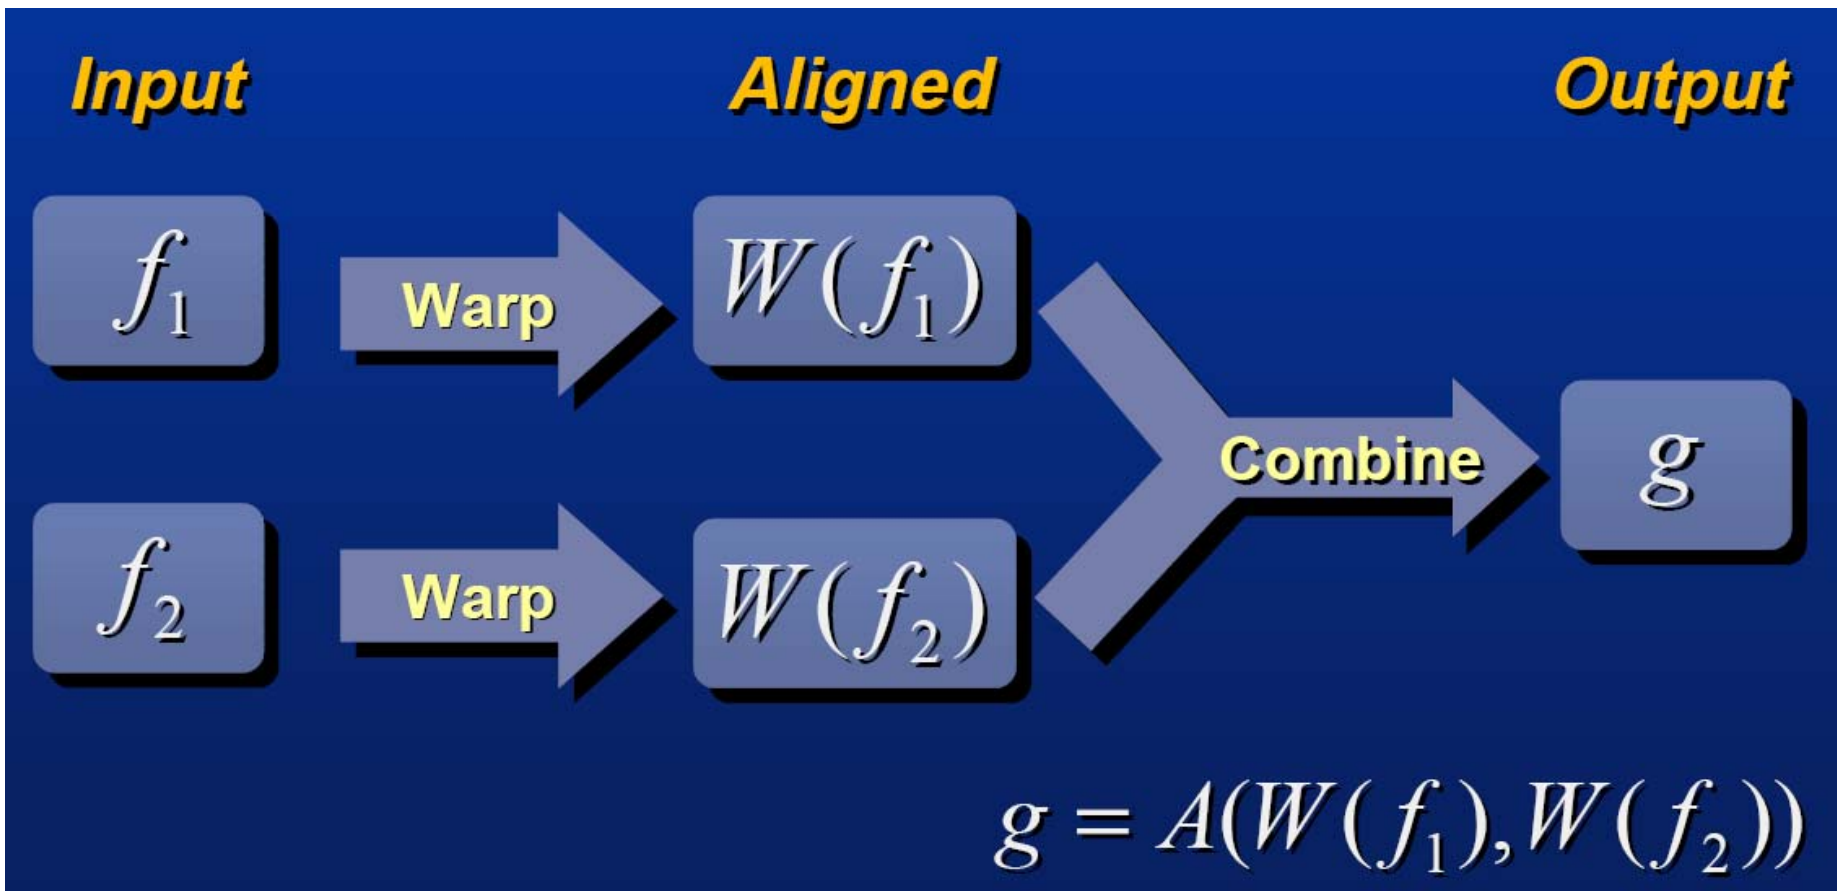 Input Aligned Output
f₁ Warp W(f₁)
Combine g
f₂ Warp W(f₂)
g = A(W(f₁),W(f₂))